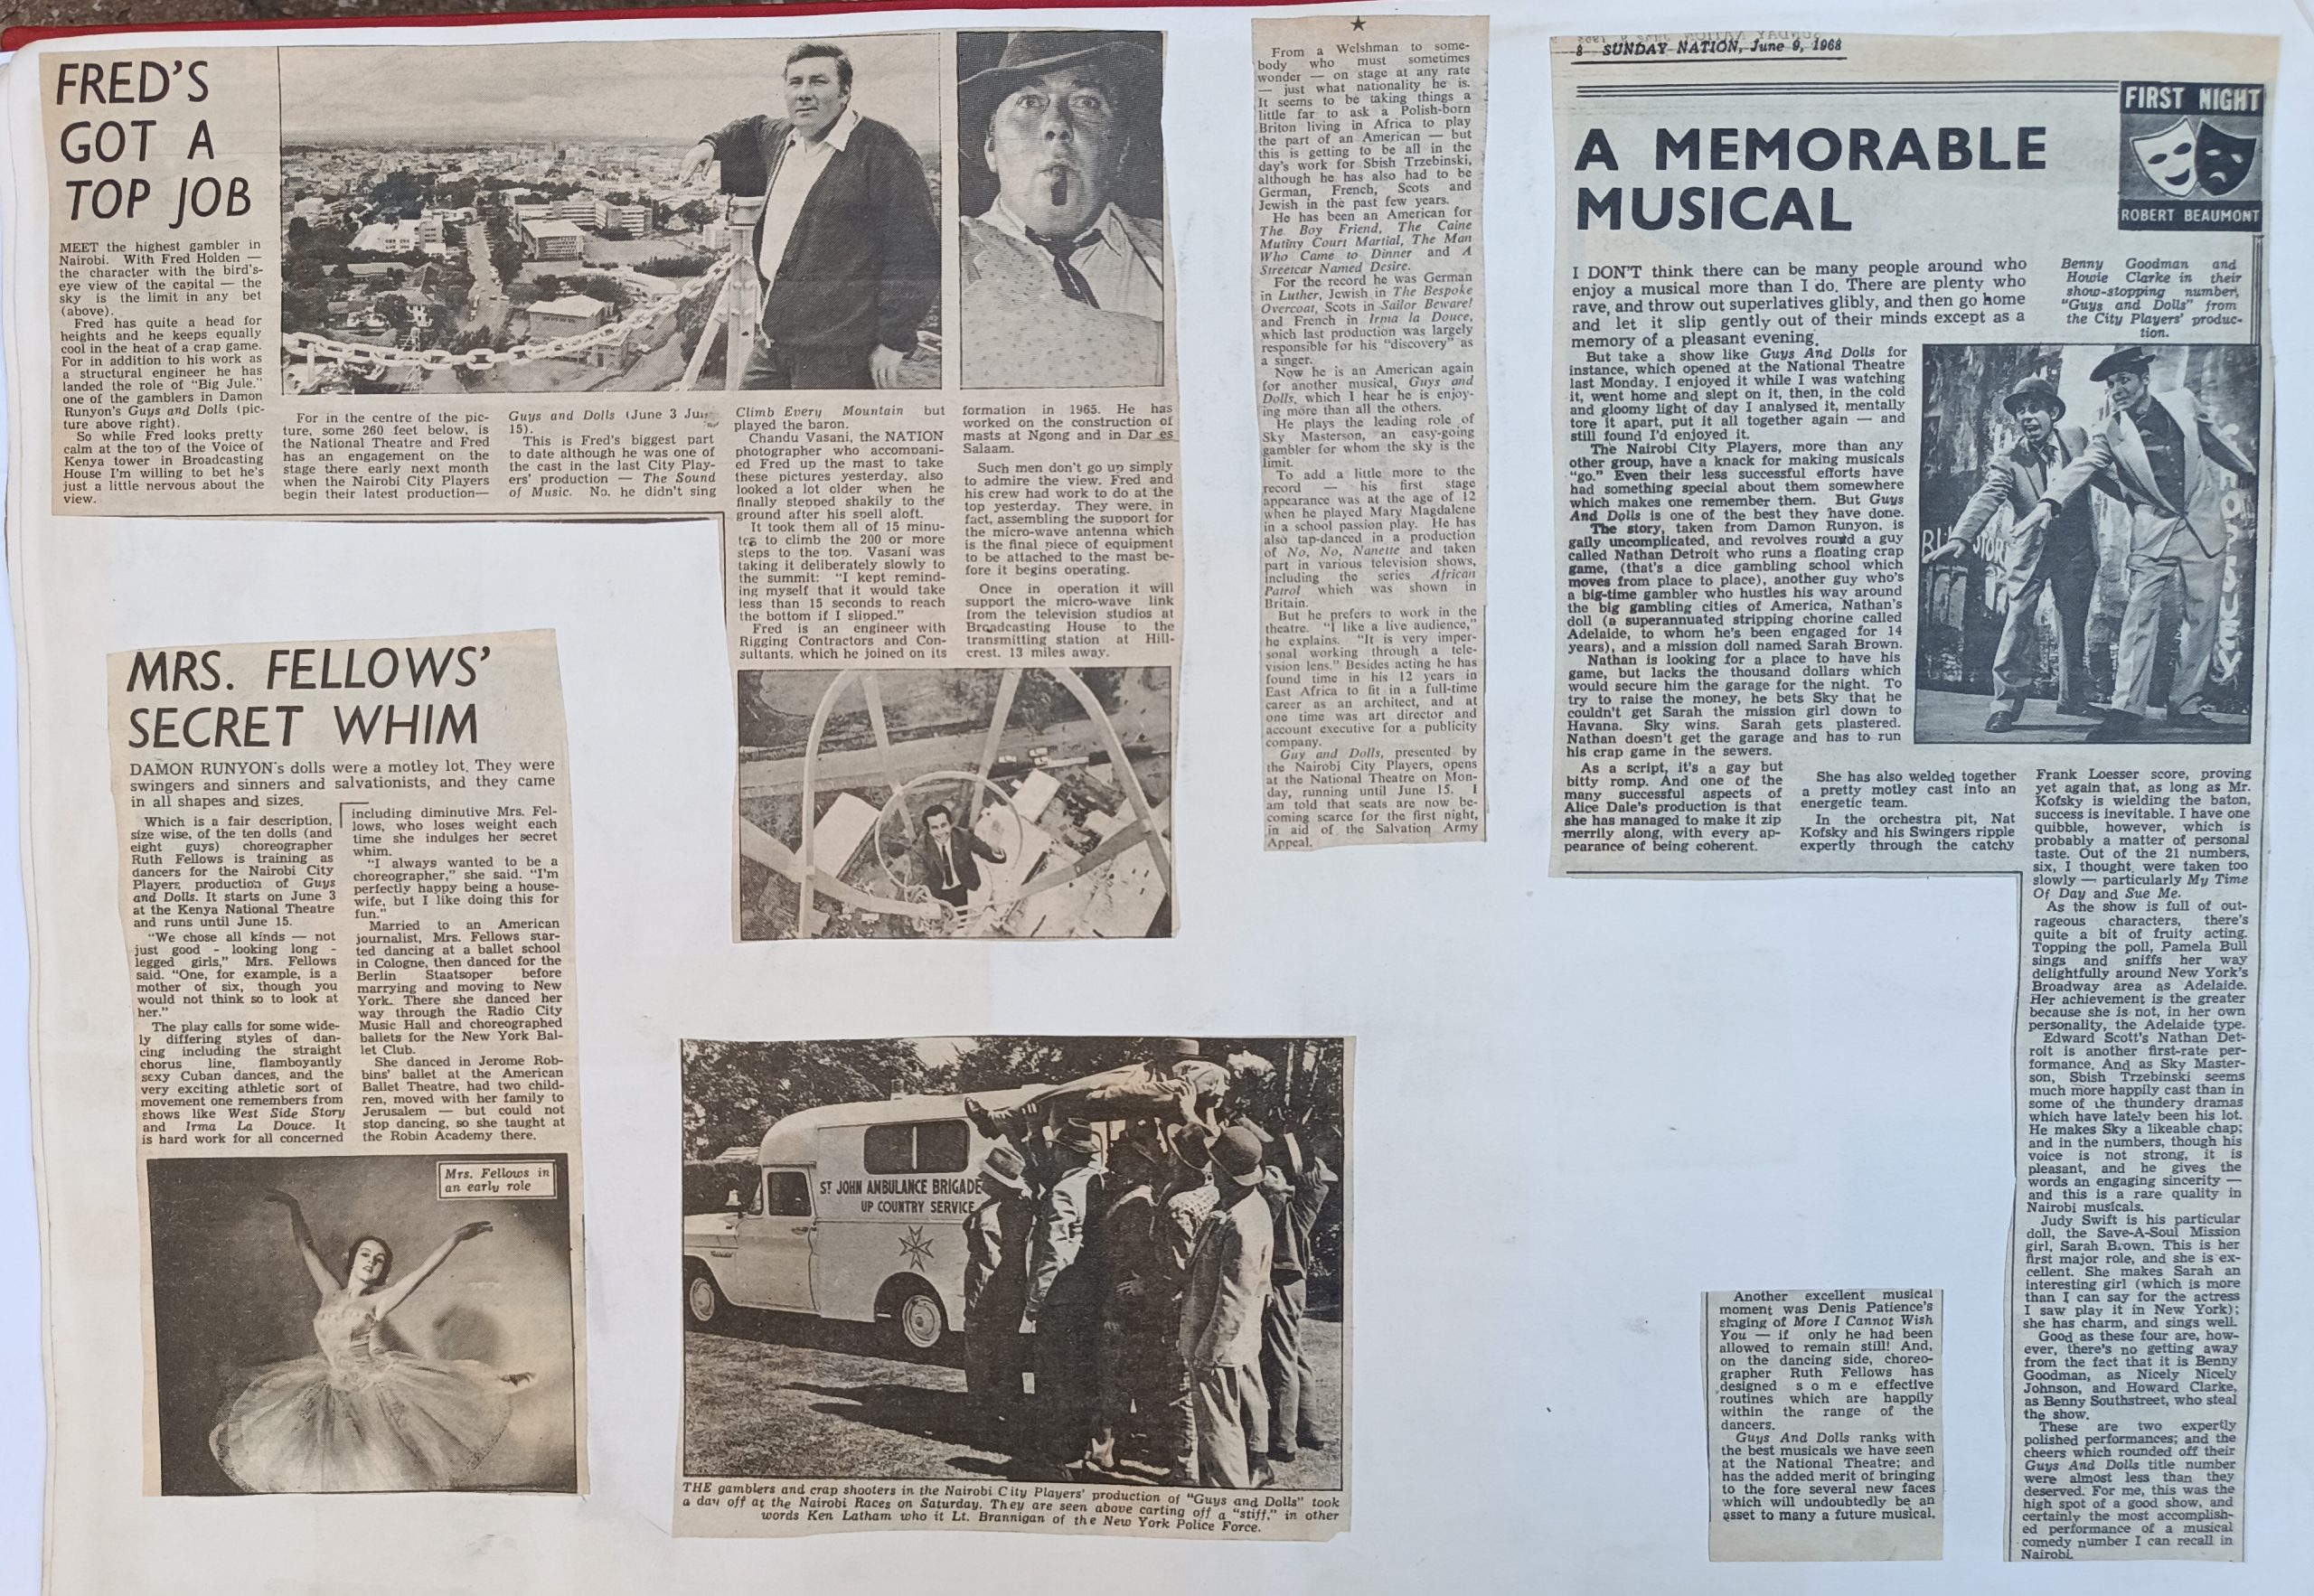 FRED'S
GOT A
TOP JOB
MEET the highest gambler in
Nairobi. With Fred Holden —
the character with the bird's-
eye view of the capital — the
sky is the limit in any bet
(above).
Fred has quite a head for
heights and he keeps equally
cool in the heat of a crap game.
For in addition to his work as
a structural engineer he has
landed the role of "Big Jule."
one of the gamblers in Damon
Runyon's Guys and Dolls (pic-
ture above right).
So while Fred looks pretty
calm at the top of the Voice of
Kenya tower in Broadcasting
House I'm willing to bet he's
just a little nervous about the
view.
For in the centre of the pic-
ture, some 260 feet below, is
the National Theatre and Fred
has an engagement on the
stage there early next month
when the Nairobi City Players
begin their latest production—
Guys and Dolls (June 3 June
15).
This is Fred's biggest part
to date although he was one of
the cast in the last City Play-
ers' production — The Sound
of Music. No, he didn't sing
Climb Every Mountain but
played the baron.
Chandu Vasani, the NATION
photographer who accompani-
ed Fred up the mast to take
these pictures yesterday, also
looked a lot older when he
finally stepped shakily to the
ground after his spell aloft.
It took them all of 15 minu-
tes to climb the 200 or more
steps to the top. Vasani was
taking it deliberately slowly to
the summit: "I kept remind-
ing myself that it would take
less than 15 seconds to reach
the bottom if I slipped."
Fred is an engineer with
Rigging Contractors and Con-
sultants, which he joined on its
formation in 1965. He has
worked on the construction of
masts at Ngong and in Dar es
Salaam.
Such men don't go up simply
to admire the view. Fred and
his crew had work to do at the
top yesterday. They were, in
fact, assembling the support for
the micro-wave antenna which
is the final piece of equipment
to be attached to the mast be-
fore it begins operating.
Once in operation it will
support the micro-wave link
from the television studios at
Broadcasting House to the
transmitting station at Hill-
crest, 13 miles away.
MRS. FELLOWS'
SECRET WHIM
DAMON RUNYON's dolls were a motley lot. They were
swingers and sinners and salvationists, and they came
in all shapes and sizes.
Which is a fair description,
size wise, of the ten dolls (and
eight guys) choreographer
Ruth Fellows is training as
dancers for the Nairobi City
Players production of Guys
and Dolls. It starts on June 3
at the Kenya National Theatre
and runs until June 15.
"We chose all kinds — not
just good - looking long -
legged girls," Mrs. Fellows
said. "One, for example, is a
mother of six, though you
would not think so to look at
her."
The play calls for some wide-
ly differing styles of dan-
cing including the straight
chorus line, flamboyantly
sexy Cuban dances, and the
very exciting athletic sort of
movement one remembers from
shows like West Side Story
and Irma La Douce. It
is hard work for all concerned
including diminutive Mrs. Fel-
lows, who loses weight each
time she indulges her secret
whim.
"I always wanted to be a
choreographer," she said. "I'm
perfectly happy being a house-
wife, but I like doing this for
fun."
Married to an American
journalist, Mrs. Fellows star-
ted dancing at a ballet school
in Cologne, then danced for the
Berlin Staatsoper before
marrying and moving to New
York. There she danced her
way through the Radio City
Music Hall and choreographed
ballets for the New York Bal-
let Club.
She danced in Jerome Rob-
bins' ballet at the American
Ballet Theatre, had two child-
ren, moved with her family to
Jerusalem — but could not
stop dancing, so she taught at
the Robin Academy there.
Mrs. Fellows in
an early role
ST JOHN AMBULANCE BRIGADE
UP COUNTRY SERVICE
THE gamblers and crap shooters in the Nairobi City Players' production of "Guys and Dolls" took
a day off at the Nairobi Races on Saturday. They are seen above carting off a "stiff," in other
words Ken Latham who it Lt. Brannigan of the New York Police Force.
From a Welshman to some-
body who must sometimes
wonder — on stage at any rate
— just what nationality he is.
It seems to be taking things a
little far to ask a Polish-born
Briton living in Africa to play
the part of an American — but
this is getting to be all in the
day's work for Sbish Trzebinski,
although he has also had to be
German, French, Scots and
Jewish in the past few years.
He has been an American for
The Boy Friend, The Caine
Mutiny Court Martial, The Man
Who Came to Dinner and A
Streetcar Named Desire.
For the record he was German
in Luther, Jewish in The Bespoke
Overcoat, Scots in Sailor Beware!
and French in Irma la Douce,
which last production was largely
responsible for his "discovery" as
a singer.
Now he is an American again
for another musical, Guys and
Dolls, which I hear he is enjoy-
ing more than all the others.
He plays the leading role of
Sky Masterson, an easy-going
gambler for whom the sky is the
limit.
To add a little more to the
record — his first stage
appearance was at the age of 12
when he played Mary Magdalene
in a school passion play. He has
also tap-danced in a production
of No, No, Nanette and taken
part in various television shows,
including the series African
Patrol which was shown in
Britain.
But he prefers to work in the
theatre. "I like a live audience,"
he explains. "It is very imper-
sonal working through a tele-
vision lens." Besides acting he has
found time in his 12 years in
East Africa to fit in a full-time
career as an architect, and at
one time was art director and
account executive for a publicity
company.
Guy and Dolls, presented by
the Nairobi City Players, opens
at the National Theatre on Mon-
day, running until June 15. I
am told that seats are now be-
coming scarce for the first night,
in aid of the Salvation Army
Appeal.
8 SUNDAY NATION, June 9, 1968
FIRST NIGHT
ROBERT BEAUMONT
A MEMORABLE
MUSICAL
I DON'T think there can be many people around who
enjoy a musical more than I do. There are plenty who
rave, and throw out superlatives glibly, and then go home
and let it slip gently out of their minds except as a
memory of a pleasant evening.
Benny Goodman and
Howie Clarke in their
show-stopping number,
"Guys and Dolls" from
the City Players' produc-
tion.
But take a show like Guys And Dolls for
instance, which opened at the National Theatre
last Monday. I enjoyed it while I was watching
it, went home and slept on it, then, in the cold
and gloomy light of day I analysed it, mentally
tore it apart, put it all together again — and
still found I'd enjoyed it.
The Nairobi City Players, more than any
other group, have a knack for making musicals
"go." Even their less successful efforts have
had something special about them somewhere
which makes one remember them. But Guys
And Dolls is one of the best they have done.
The story, taken from Damon Runyon, is
gally uncomplicated, and revolves round a guy
called Nathan Detroit who runs a floating crap
game, (that's a dice gambling school which
moves from place to place), another guy who's
a big-time gambler who hustles his way around
the big gambling cities of America, Nathan's
doll (a superannuated stripping chorine called
Adelaide, to whom he's been engaged for 14
years), and a mission doll named Sarah Brown.
Nathan is looking for a place to have his
game, but lacks the thousand dollars which
would secure him the garage for the night. To
try to raise the money, he bets Sky that he
couldn't get Sarah the mission girl down to
Havana. Sky wins. Sarah gets plastered.
Nathan doesn't get the garage and has to run
his crap game in the sewers.
As a script, it's a gay but
bitty romp. And one of the
many successful aspects of
Alice Dale's production is that
she has managed to make it zip
merrily along, with every ap-
pearance of being coherent.
She has also welded together
a pretty motley cast into an
energetic team.
In the orchestra pit, Nat
Kofsky and his Swingers ripple
expertly through the catchy
Frank Loesser score, proving
yet again that, as long as Mr.
Kofsky is wielding the baton,
success is inevitable. I have one
quibble, however, which is
probably a matter of personal
taste. Out of the 21 numbers,
six, I thought, were taken too
slowly — particularly My Time
Of Day and Sue Me.
As the show is full of out-
rageous characters, there's
quite a bit of fruity acting.
Topping the poll, Pamela Bull
sings and sniffs her way
delightfully around New York's
Broadway area as Adelaide.
Her achievement is the greater
because she is not, in her own
personality, the Adelaide type.
Edward Scott's Nathan Det-
roit is another first-rate per-
formance. And as Sky Master-
son, Sbish Trzebinski seems
much more happily cast than in
some of the thundery dramas
which have lately been his lot.
He makes Sky a likeable chap;
and in the numbers, though his
voice is not strong, it is
pleasant, and he gives the
words an engaging sincerity —
and this is a rare quality in
Nairobi musicals.
Judy Swift is his particular
doll, the Save-A-Soul Mission
girl, Sarah Brown. This is her
first major role, and she is ex-
cellent. She makes Sarah an
interesting girl (which is more
than I can say for the actress
I saw play it in New York);
she has charm, and sings well.
Good as these four are, how-
ever, there's no getting away
from the fact that it is Benny
Goodman, as Nicely Nicely
Johnson, and Howard Clarke,
as Benny Southstreet, who steal
the show.
These are two expertly
polished performances; and the
cheers which rounded off their
Guys And Dolls title number
were almost less than they
deserved. For me, this was the
high spot of a good show, and
certainly the most accomplish-
ed performance of a musical
comedy number I can recall in
Nairobi.
Another excellent musical
moment was Denis Patience's
singing of More I Cannot Wish
You — if only he had been
allowed to remain still! And,
on the dancing side, choreo-
grapher Ruth Fellows has
designed some effective
routines which are happily
within the range of the
dancers.
Guys And Dolls ranks with
the best musicals we have seen
at the National Theatre; and
has the added merit of bringing
to the fore several new faces
which will undoubtedly be an
asset to many a future musical.